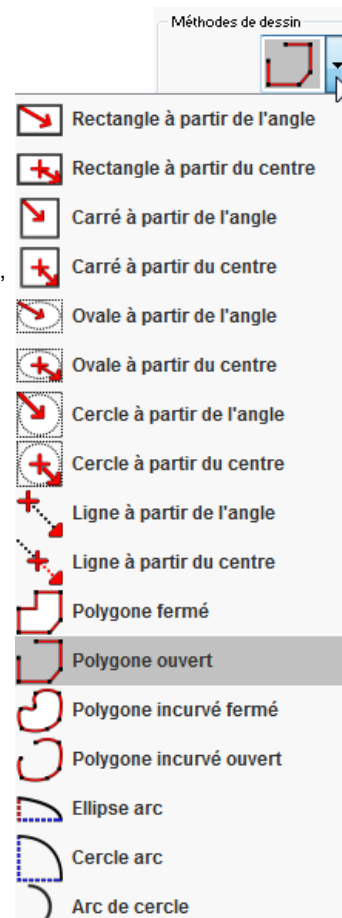 Méthodes de dessin
Rectangle à partir de l'angle
Rectangle à partir du centre
Carré à partir de l'angle
,
Carré à partir du centre
Ovale à partir de l'angle
Ovale à partir du centre
Cercle à partir de l'angle
Cercle à partir du centre
Ligne à partir de l'angle
Ligne à partir du centre
Polygone fermé
Polygone ouvert
Polygone incurvé fermé
Polygone incurvé ouvert
Ellipse arc
Cercle arc
Arc de cercle